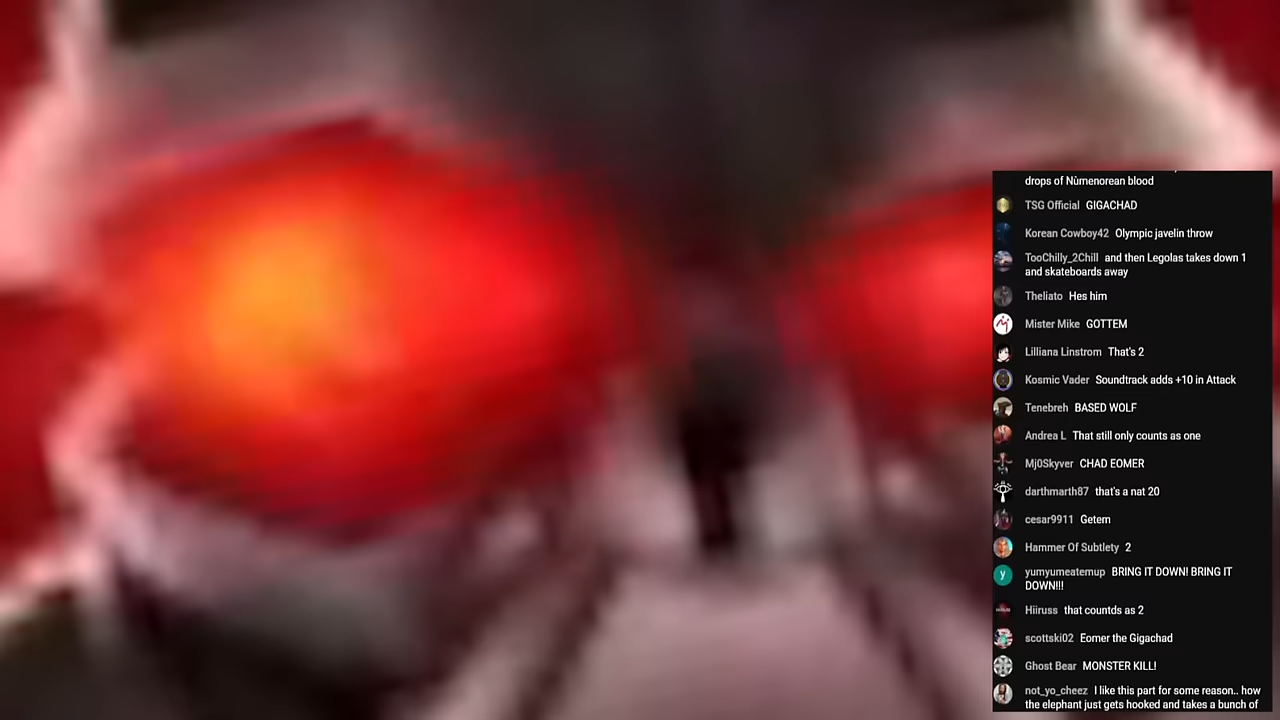 drops of Nùmenorean blood
TSG Official GIGACHAD
Korean Cowboy42 Olympic javelin throw
TooChilly_2Chill and then Legolas takes down 1
and skateboards away
Theliato Hes him
Mister Mike GOTTEM
Lilliana Linstrom That's 2
Kosmic Vader Soundtrack adds +10 in Attack
Tenebreh BASED WOLF
Andrea L That still only counts as one
Mj0Skyver CHAD EOMER
darthmarth87 that's a nat 20
cesar9911 Getem
Hammer Of Subtlety 2
y
yumyumeatemup BRING IT DOWN! BRING IT
DOWN!!!
Hiiruss that countds as 2
scottski02 Eomer the Gigachad
Ghost Bear MONSTER KILL!
not_yo_cheez I like this part for some reason.. how
the elephant just gets hooked and takes a bunch of